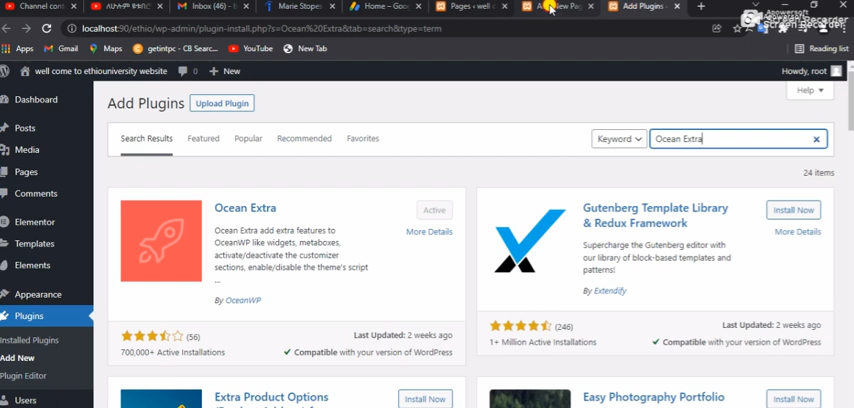 Channel cont
ለህፃናት
Inbox (46) - b
Marie Stopes
Home – Goog
Pages ‹ well c
Add New Pag
Add Plugins ‹
localhost:90/ethio/wp-admin/plugin-install.php?s=Ocean%20Extra&tab=search&type=term
Apowersoft
Screen Recorder
Apps
Gmail
Maps
getintpc - CB Sear...
YouTube
New Tab
Reading list
well come to ethiouniversity website
0
+ New
Howdy, root
Dashboard
Posts
Media
Pages
Comments
Elementor
Templates
Elements
Appearance
Plugins
Installed Plugins
Add New
Plugin Editor
Users
Add Plugins
Upload Plugin
Help
Search Results
Featured
Popular
Recommended
Favorites
Keyword
Ocean Extra
24 items
Ocean Extra
Active
More Details
Ocean Extra add extra features to
OceanWP like widgets, metaboxes,
activate/deactivate the customizer
sections, enable/disable the theme's script
...
By OceanWP
(56)
700,000+ Active Installations
Last Updated: 2 weeks ago
Compatible with your version of WordPress
Gutenberg Template Library
& Redux Framework
Install Now
More Details
Supercharge the Gutenberg editor with
our library of block-based templates and
patterns!
By Extendify
(246)
1+ Million Active Installations
Last Updated: 2 weeks ago
Compatible with your version of WordPress
Extra Product Options
Install Now
Easy Photography Portfolio
Install Now